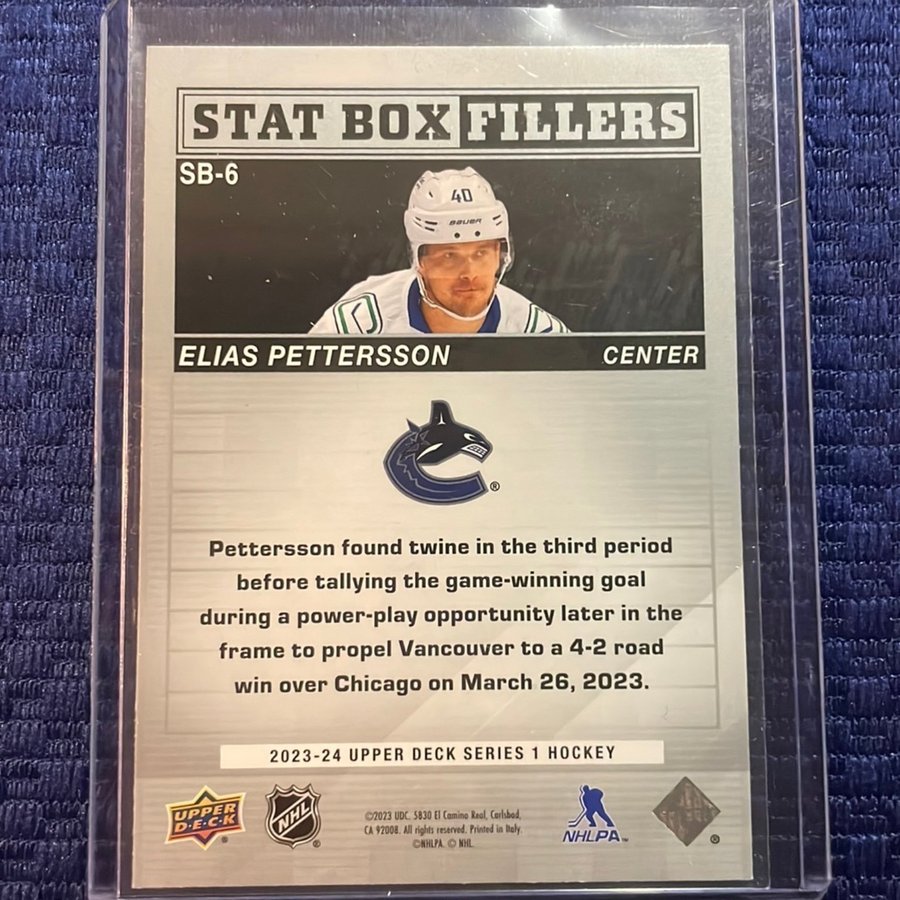 STAT BOX FILLERS
SB-6
40
BAUER
ELIAS PETTERSSON CENTER
®
Pettersson found twine in the third period
before tallying the game-winning goal
during a power-play opportunity later in the
frame to propel Vancouver to a 4-2 road
win over Chicago on March 26, 2023.
2023-24 UPPER DECK SERIES 1 HOCKEY
UPPER
D·E·C·K
®
NHL
®
©2023 UDC. 5830 El Camino Real, Carlsbad,
CA 92008. All rights reserved. Printed in Italy.
©NHLPA. © NHL.
NHLPA™
®